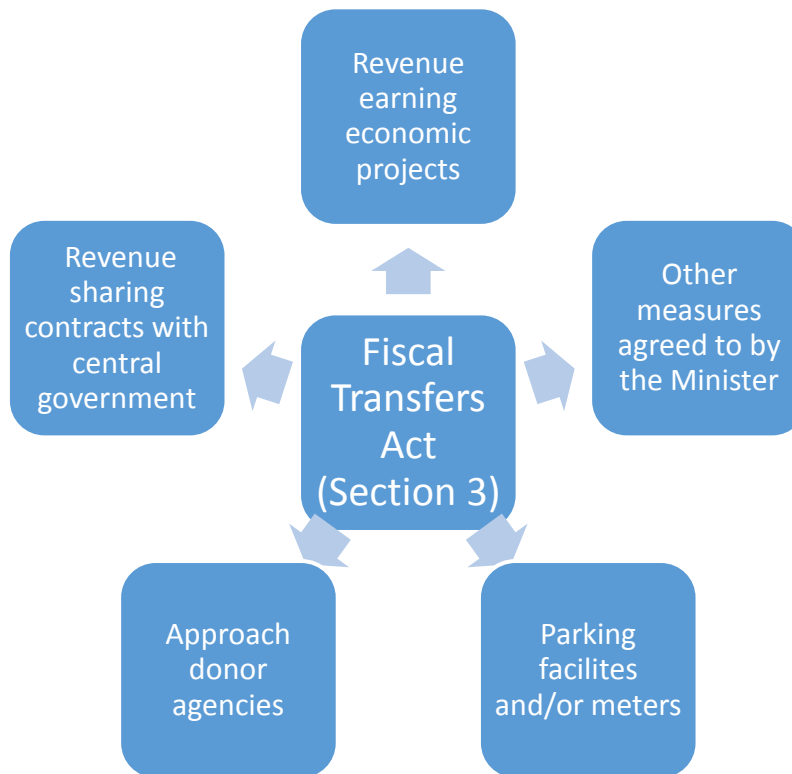 Revenue
earning
economic
projects
Revenue
sharing
contracts with
central
government
Other
measures
agreed to by
the Minister
Fiscal
Transfers
Act
(Section 3)
Approach
donor
agencies
Parking
facilites
and/or meters